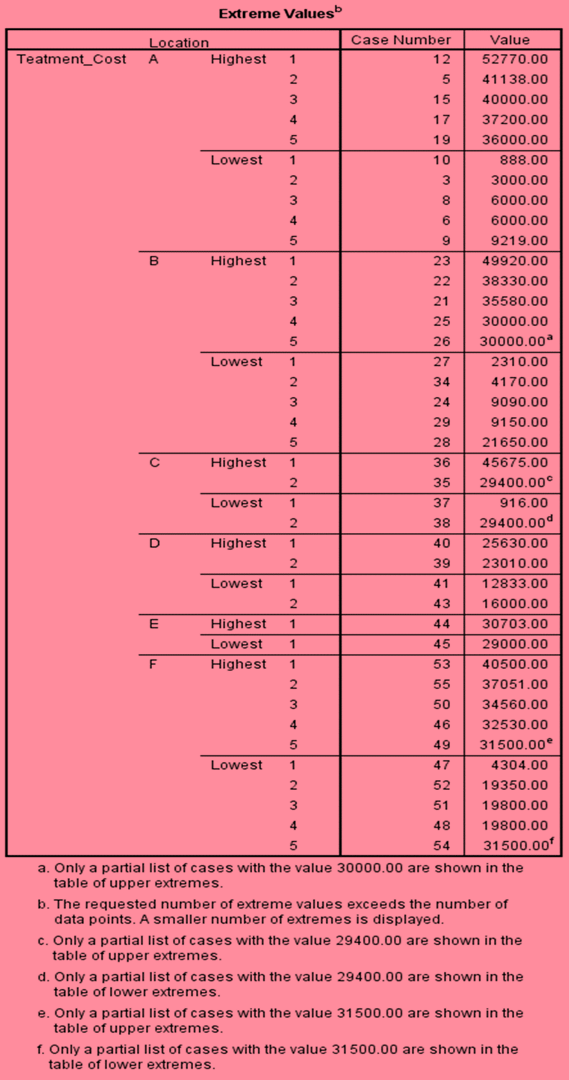 Extreme Valuesb
Location Case Number Value
Teatment_Cost A Highest 1 12 52770.00
2 5 41138.00
3 15 40000.00
4 17 37200.00
5 19 36000.00
Lowest 1 10 888.00
2 3 3000.00
3 8 6000.00
4 6 6000.00
5 9 9219.00
B Highest 1 23 49920.00
2 22 38330.00
3 21 35580.00
4 25 30000.00
5 26 30000.00a
Lowest 1 27 2310.00
2 34 4170.00
3 24 9090.00
4 29 9150.00
5 28 21650.00
C Highest 1 36 45675.00
2 35 29400.00c
Lowest 1 37 916.00
2 38 29400.00d
D Highest 1 40 25630.00
2 39 23010.00
Lowest 1 41 12833.00
2 43 16000.00
E Highest 1 44 30703.00
Lowest 1 45 29000.00
F Highest 1 53 40500.00
2 55 37051.00
3 50 34560.00
4 46 32530.00
5 49 31500.00e
Lowest 1 47 4304.00
2 52 19350.00
3 51 19800.00
4 48 19800.00
5 54 31500.00f
a. Only a partial list of cases with the value 30000.00 are shown in the
table of upper extremes.
b. The requested number of extreme values exceeds the number of
data points. A smaller number of extremes is displayed.
c. Only a partial list of cases with the value 29400.00 are shown in the
table of upper extremes.
d. Only a partial list of cases with the value 29400.00 are shown in the
table of lower extremes.
e. Only a partial list of cases with the value 31500.00 are shown in the
table of upper extremes.
f. Only a partial list of cases with the value 31500.00 are shown in the
table of lower extremes.